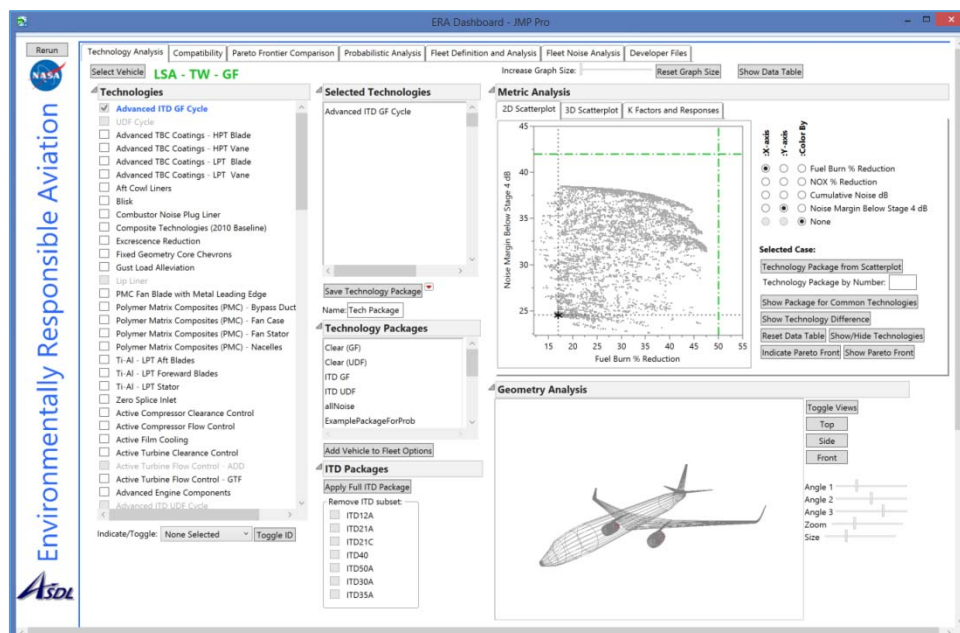 ERA Dashboard - JMP Pro
Rerun
NASA
Environmentally Responsible Aviation
ASDL
Technology Analysis Compatibility Pareto Frontier Comparison Probabilistic Analysis Fleet Definition and Analysis Fleet Noise Analysis Developer Files
Select Vehicle LSA - TW - GF
Increase Graph Size: Reset Graph Size Show Data Table
Technologies
Advanced ITD GF Cycle
UDF Cycle
Advanced TBC Coatings - HPT Blade
Advanced TBC Coatings - HPT Vane
Advanced TBC Coatings - LPT Blade
Advanced TBC Coatings - LPT Vane
Aft Cowl Liners
Blisk
Combustor Noise Plug Liner
Composite Technologies (2010 Baseline)
Excrescence Reduction
Fixed Geometry Core Chevrons
Gust Load Alleviation
Lip Liner
PMC Fan Blade with Metal Leading Edge
Polymer Matrix Composites (PMC) - Bypass Duct
Polymer Matrix Composites (PMC) - Fan Case
Polymer Matrix Composites (PMC) - Fan Stator
Polymer Matrix Composites (PMC) - Nacelles
Ti-Al - LPT Aft Blades
Ti-Al - LPT Foreward Blades
Ti-Al - LPT Stator
Zero Splice Inlet
Active Compressor Clearance Control
Active Compressor Flow Control
Active Film Cooling
Active Turbine Clearance Control
Active Turbine Flow Control - ADD
Active Turbine Flow Control - GTF
Advanced Engine Components
Advanced ITD UDF Cycle
Indicate/Toggle: None Selected Toggle ID
Selected Technologies
Advanced ITD GF Cycle
Save Technology Package
Name: Tech Package
Technology Packages
Clear (GF)
Clear (UDF)
ITD GF
ITD UDF
allNoise
ExamplePackageForProb
Add Vehicle to Fleet Options
ITD Packages
Apply Full ITD Package
Remove ITD subset:
ITD12A
ITD21A
ITD21C
ITD40
ITD50A
ITD30A
ITD35A
Metric Analysis
2D Scatterplot 3D Scatterplot K Factors and Responses
Noise Margin Below Stage 4 dB
45
40
35
30
25
15 20 25 30 35 40 45 50 55
Fuel Burn % Reduction
:X-axis :Y-axis :Color By
Fuel Burn % Reduction
NOX % Reduction
Cumulative Noise dB
Noise Margin Below Stage 4 dB
None
Selected Case:
Technology Package from Scatterplot
Technology Package by Number:
Show Package for Common Technologies
Show Technology Difference
Reset Data Table Show/Hide Technologies
Indicate Pareto Front Show Pareto Front
Geometry Analysis
Toggle Views
Top
Side
Front
Angle 1
Angle 2
Angle 3
Zoom
Size